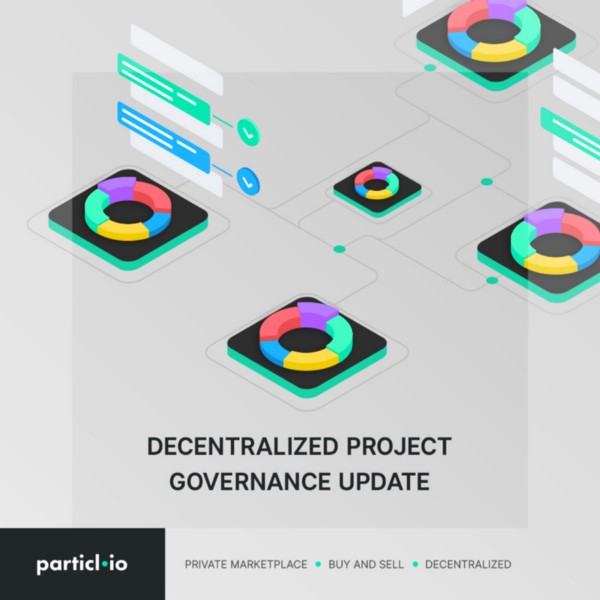 DECENTRALIZED PROJECT
GOVERNANCE UPDATE
particl•io
PRIVATE MARKETPLACE • BUY AND SELL • DECENTRALIZED